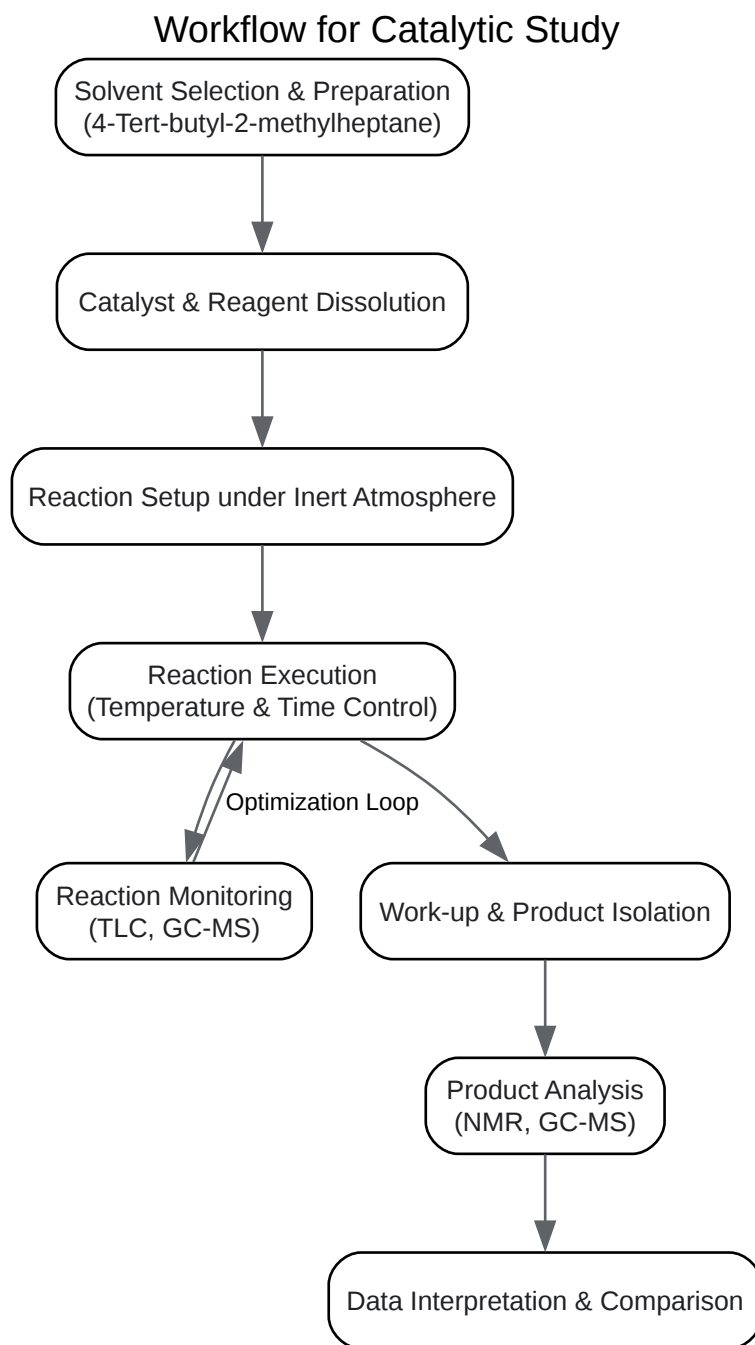 Workflow for Catalytic Study
Solvent Selection & Preparation
(4-Tert-butyl-2-methylheptane)
Catalyst & Reagent Dissolution
Reaction Setup under Inert Atmosphere
Reaction Execution
(Temperature & Time Control)
Optimization Loop
Reaction Monitoring
(TLC, GC-MS)
Work-up & Product Isolation
Product Analysis
(NMR, GC-MS)
Data Interpretation & Comparison